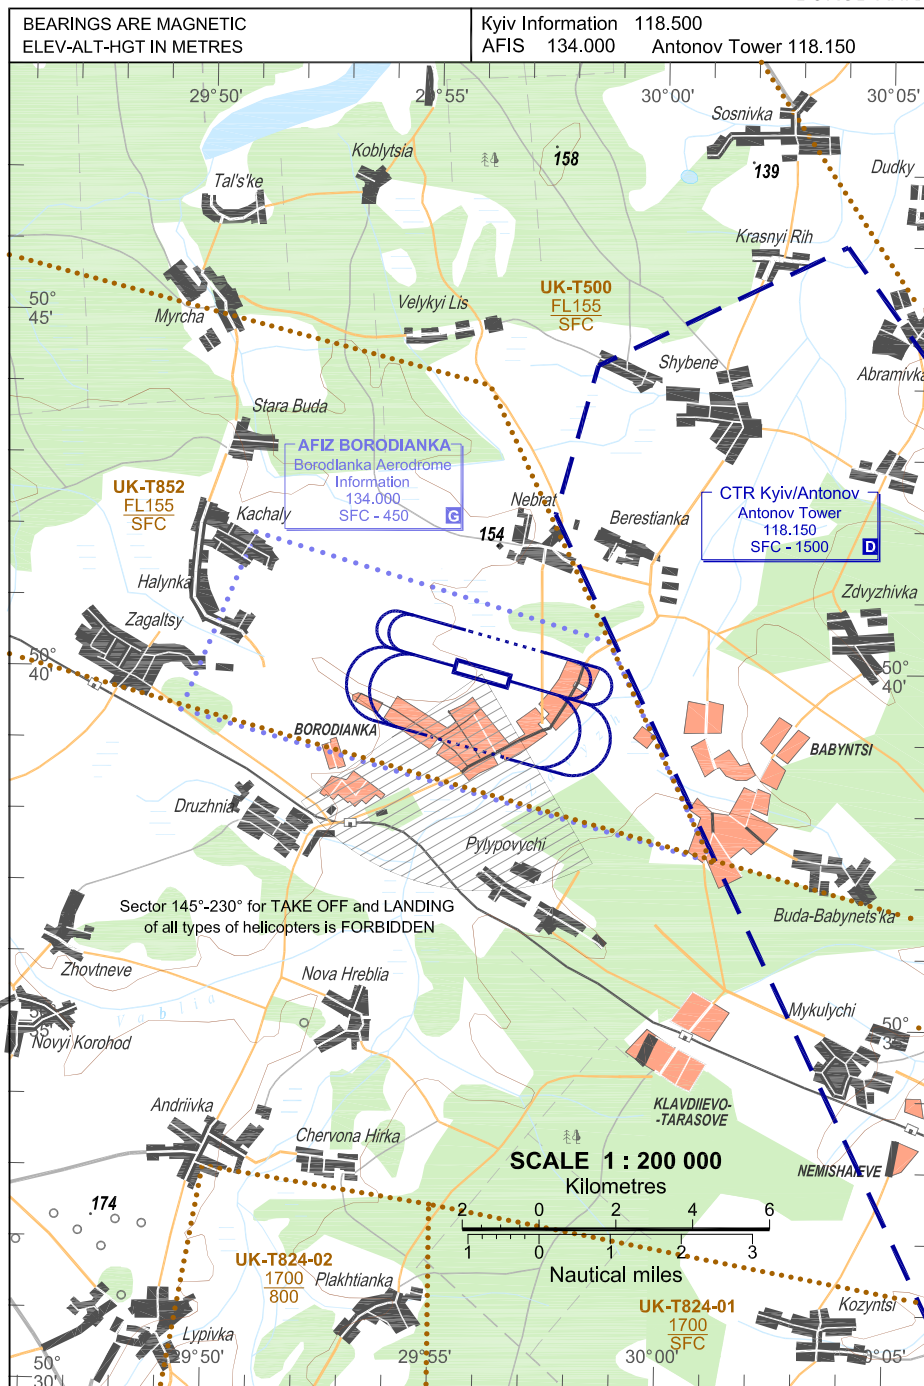 BEARINGS ARE MAGNETIC
ELEV-ALT-HGT IN METRES
Kyiv Information 118.500
AFIS 134.000 Antonov Tower 118.150
29°50'
29°55'
30°00'
30°05'
Sosnivka
Koblytsia
158
139
Dudky
Tal's'ke
Krasnyi Rih
50°
45'
UK-T500
FL155
SFC
Velykyi Lis
Myrcha
Shybene
Abramivka
Stara Buda
AFIZ BORODIANKA
Borodianka Aerodrome
Information
134.000
SFC - 450
G
UK-T852
FL155
SFC
Kachaly
Nebrat
154
Berestianka
CTR Kyiv/Antonov
Antonov Tower
118.150
SFC - 1500
D
Halynka
Zdvyzhivka
Zagaltsy
50°
40'
50°
40'
BORODIANKA
BABYNTSI
Druzhnia
Pylypovychi
Sector 145°-230° for TAKE OFF and LANDING
of all types of helicopters is FORBIDDEN
Buda-Babynets'ka
Zhovtneve
Nova Hreblia
Mykulychi
Vablia
50°
35'
50°
35'
Novyi Korohod
KLAVDIIEVO-
-TARASOVE
Andriivka
Chervona Hirka
NEMISHAIEVE
SCALE 1 : 200 000
Kilometres
2 0 2 4 6
1 0 1 2 3
Nautical miles
174
UK-T824-02
1700
800
Plakhtianka
UK-T824-01
1700
SFC
Kozyntsi
Lypivka
50°
30'
29°50'
29°55'
30°00'
30°05'